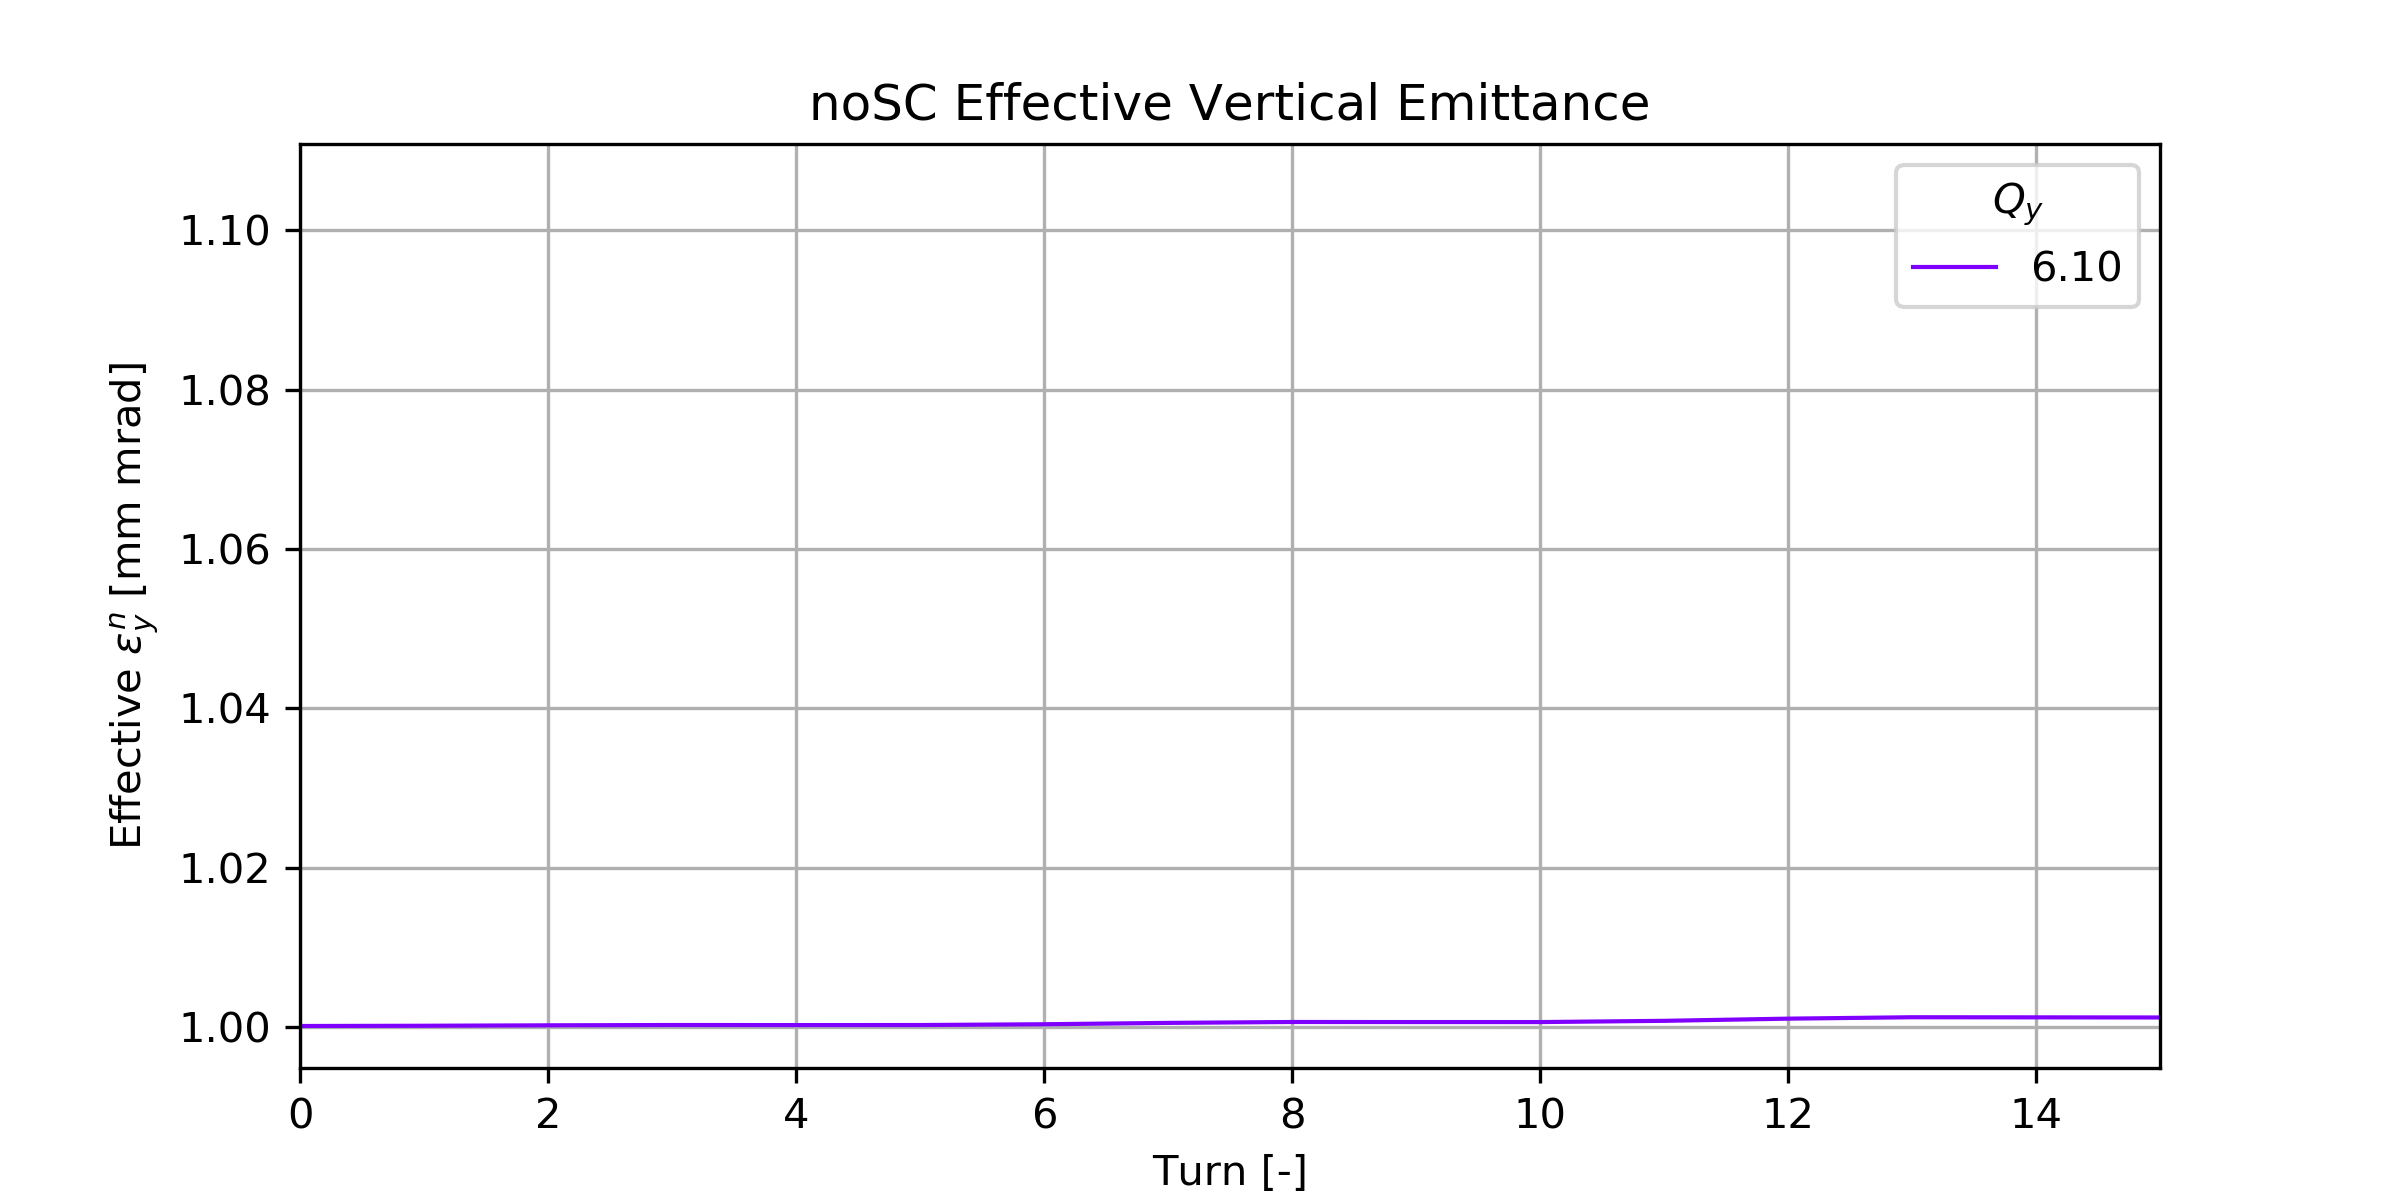 noSC Effective Vertical Emittance
Effective εₙʸ [mm mrad]
1.10
1.08
1.06
1.04
1.02
1.00
0 2 4 6 8 10 12 14
Turn [-]
Q_y
6.10